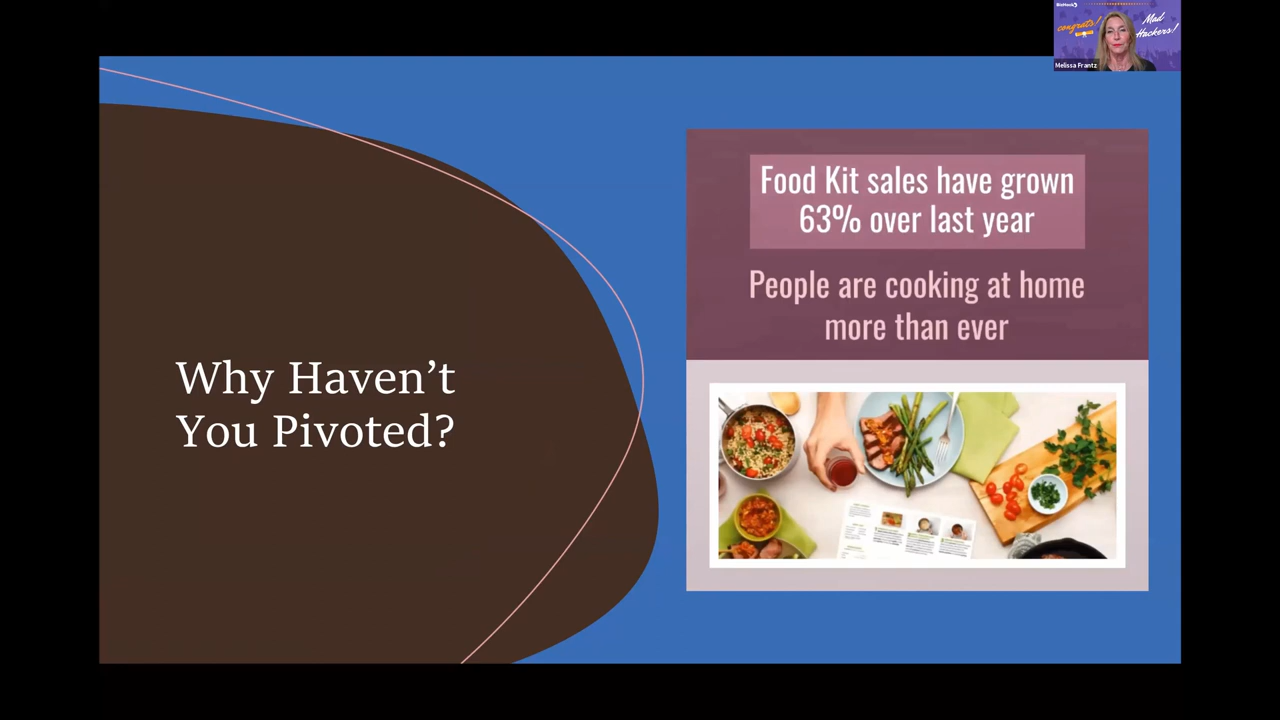 BizHack
congrats!
Mad
Hackers!
Melissa Frantz
Food Kit sales have grown
63% over last year
People are cooking at home
more than ever
Why Haven’t
You Pivoted?